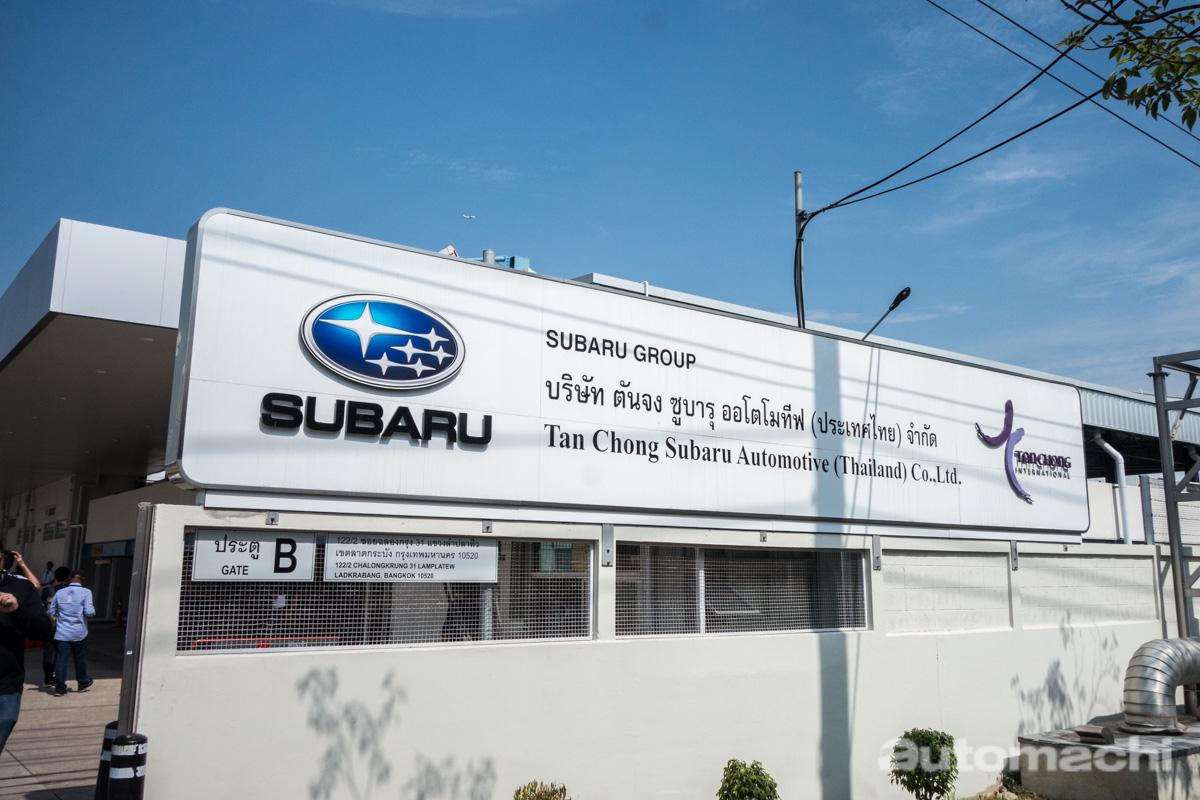 SUBARU
SUBARU GROUP
บริษัท ตันจง ซูบารุ ออโตโมทีฟ (ประเทศไทย) จำกัด
Tan Chong Subaru Automotive (Thailand) Co.,Ltd.
TAN CHONG
INTERNATIONAL
ประตู
GATE B
122/2 ซอยฉลองกรุง 31 แขวงลำปลาทิว
เขตลาดกระบัง กรุงเทพมหานคร 10520
122/2 CHALONGKRUNG 31 LAMPLATEW
LADKRABANG, BANGKOK 10520
automachi